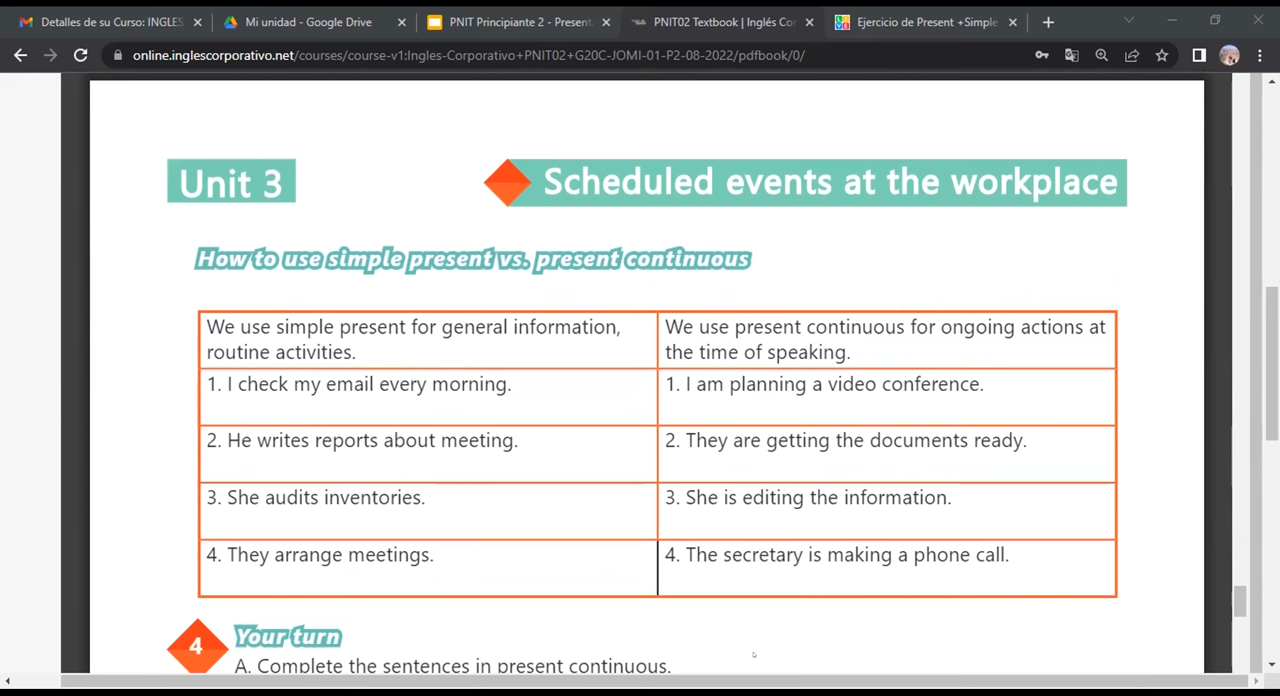 Detalles de su Curso: INGLES
Mi unidad - Google Drive
PNIT Principiante 2 - Present
PNIT02 Textbook | Inglés Co
Ejercicio de Present +Simple
online.inglescorporativo.net/courses/course-v1:Ingles-Corporativo+PNIT02+G20C-JOMI-01-P2-08-2022/pdfbook/0/
Unit 3
Scheduled events at the workplace
How to use simple present vs. present continuous
We use simple present for general information,
routine activities.
We use present continuous for ongoing actions at
the time of speaking.
1. I check my email every morning.
1. I am planning a video conference.
2. He writes reports about meeting.
2. They are getting the documents ready.
3. She audits inventories.
3. She is editing the information.
4. They arrange meetings.
4. The secretary is making a phone call.
4
Your turn
A. Complete the sentences in present continuous.